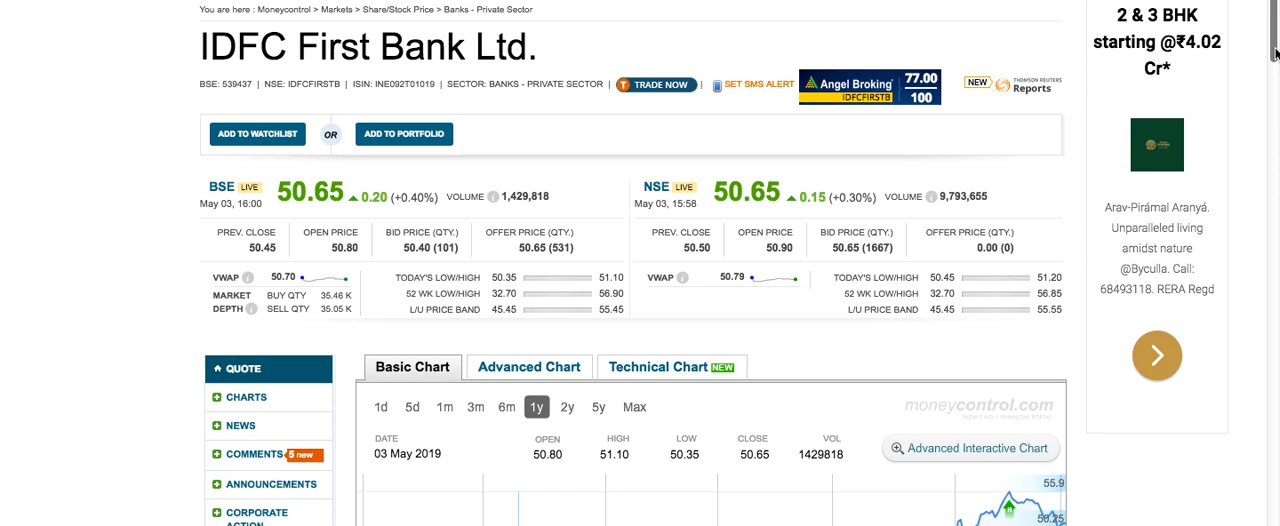 You are here : Moneycontrol > Markets > Share/Stock Price > Banks - Private Sector
IDFC First Bank Ltd.
BSE: 539437 | NSE: IDFCFIRSTB | ISIN: INE092T01019 | SECTOR: BANKS - PRIVATE SECTOR | T TRADE NOW | SET SMS ALERT
Angel Broking 77.00
IDFCFIRSTB 100
NEW THOMSON REUTERS
Reports
ADD TO WATCHLIST OR ADD TO PORTFOLIO
BSE LIVE 50.65 0.20 (+0.40%) VOLUME i 1,429,818
May 03, 16:00
PREV. CLOSE OPEN PRICE BID PRICE (QTY.) OFFER PRICE (QTY.)
50.45 50.80 50.40 (101) 50.65 (531)
VWAP i 50.70
MARKET BUY QTY 35.46 K
DEPTH i SELL QTY 35.05 K
TODAY'S LOW/HIGH 50.35 51.10
52 WK LOW/HIGH 32.70 56.90
L/U PRICE BAND 45.45 55.45
NSE LIVE 50.65 0.15 (+0.30%) VOLUME i 9,793,655
May 03, 15:58
PREV. CLOSE OPEN PRICE BID PRICE (QTY.) OFFER PRICE (QTY.)
50.50 50.90 50.65 (1667) 0.00 (0)
VWAP i 50.79
TODAY'S LOW/HIGH 50.45 51.20
52 WK LOW/HIGH 32.70 56.85
L/U PRICE BAND 45.45 55.55
QUOTE
CHARTS
NEWS
COMMENTS 5 new
ANNOUNCEMENTS
CORPORATE
ACTION
Basic Chart Advanced Chart Technical Chart NEW
1d 5d 1m 3m 6m 1y 2y 5y Max
moneycontrol.com
INDIA'S NO.1 FINANCIAL PORTAL
DATE OPEN HIGH LOW CLOSE VOL
03 May 2019 50.80 51.10 50.35 50.65 1429818
Advanced Interactive Chart
55.9
H
50.25
2 & 3 BHK
starting @₹4.02
Cr*
Arav-Pirámal Aranyá.
Unparalleled living
amidst nature
@Byculla. Call:
68493118. RERA Regd